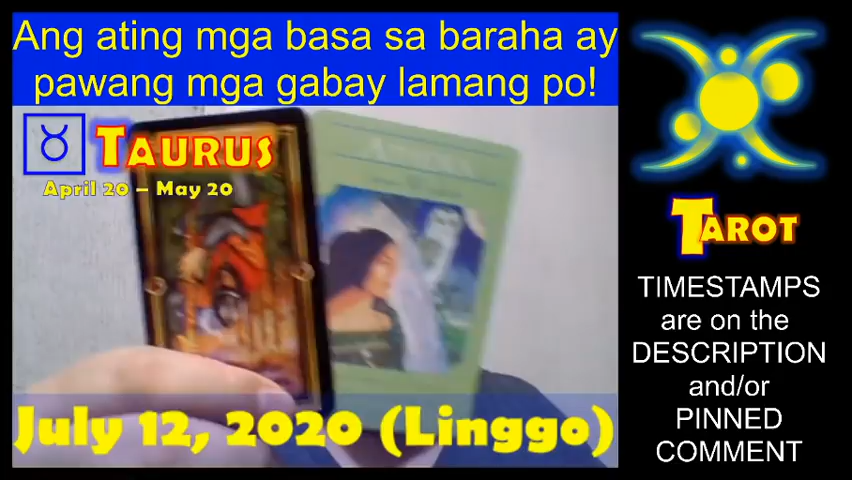 Ang ating mga basa sa baraha ay
pawang mga gabay lamang po!
TAURUS
April 20 – May 20
July 12, 2020 (Linggo)
TAROT
TIMESTAMPS
are on the
DESCRIPTION
and/or
PINNED
COMMENT